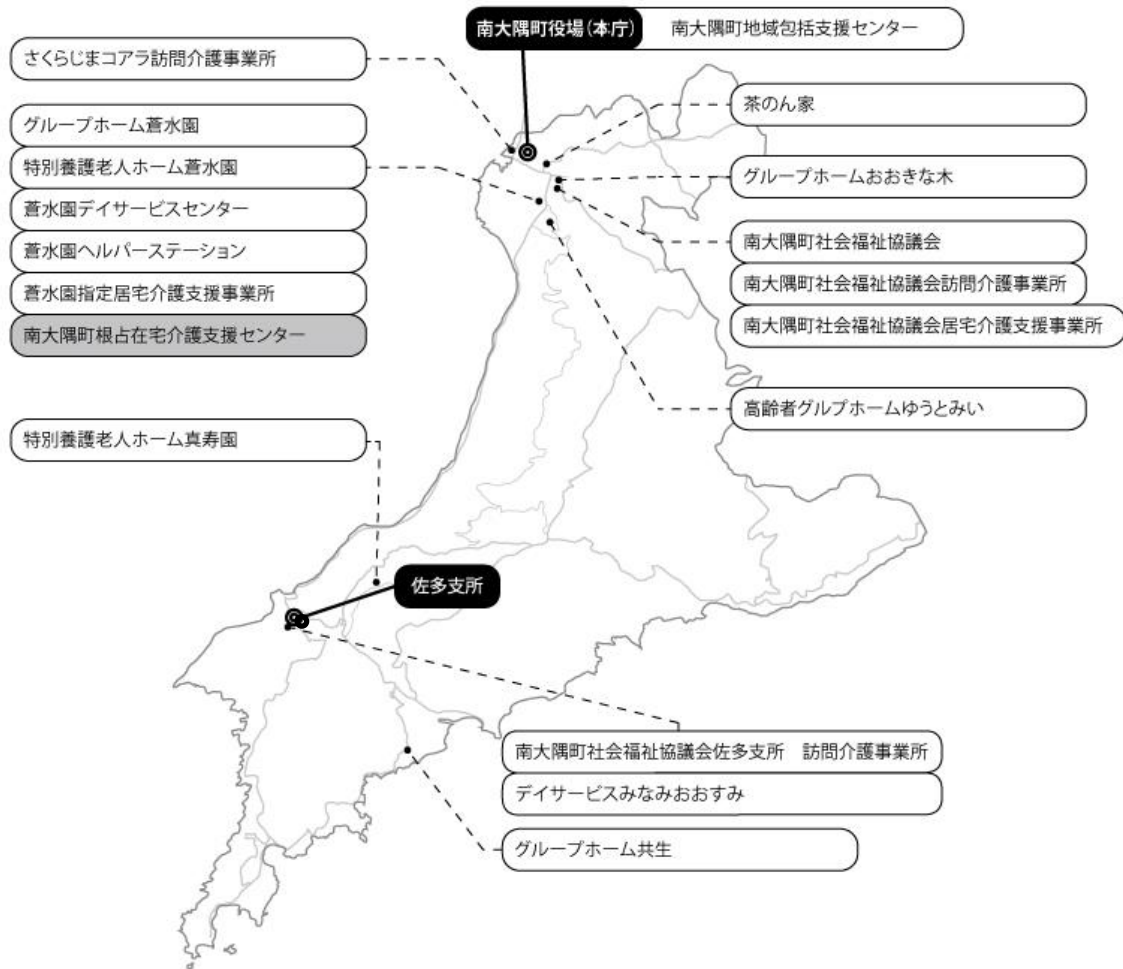 南大隅町役場（本庁）　南大隅町地域包括支援センター
さくらじまコアラ訪問介護事業所
グループホーム蒼水園
特別養護老人ホーム蒼水園
蒼水園デイサービスセンター
蒼水園ヘルパーステーション
蒼水園指定居宅介護支援事業所
南大隅町根占在宅介護支援センター
茶のん家
グループホームおおきな木
南大隅町社会福祉協議会
南大隅町社会福祉協議会訪問介護事業所
南大隅町社会福祉協議会居宅介護支援事業所
高齢者グルプホームゆうとみい
特別養護老人ホーム真寿園
佐多支所
南大隅町社会福祉協議会佐多支所　訪問介護事業所
デイサービスみなみおおすみ
グループホーム共生